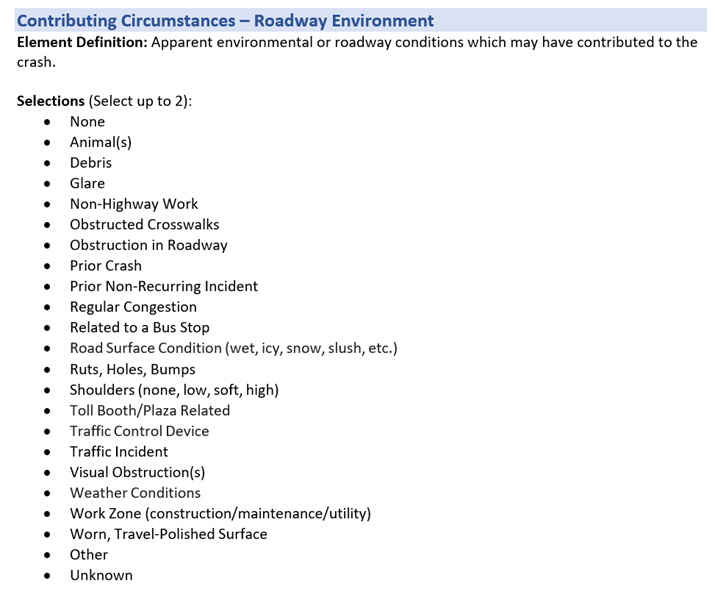 Contributing Circumstances – Roadway Environment
Element Definition: Apparent environmental or roadway conditions which may have contributed to the
crash.
Selections (Select up to 2):
• None
• Animal(s)
• Debris
• Glare
• Non-Highway Work
• Obstructed Crosswalks
• Obstruction in Roadway
• Prior Crash
• Prior Non-Recurring Incident
• Regular Congestion
• Related to a Bus Stop
• Road Surface Condition (wet, icy, snow, slush, etc.)
• Ruts, Holes, Bumps
• Shoulders (none, low, soft, high)
• Toll Booth/Plaza Related
• Traffic Control Device
• Traffic Incident
• Visual Obstruction(s)
• Weather Conditions
• Work Zone (construction/maintenance/utility)
• Worn, Travel-Polished Surface
• Other
• Unknown